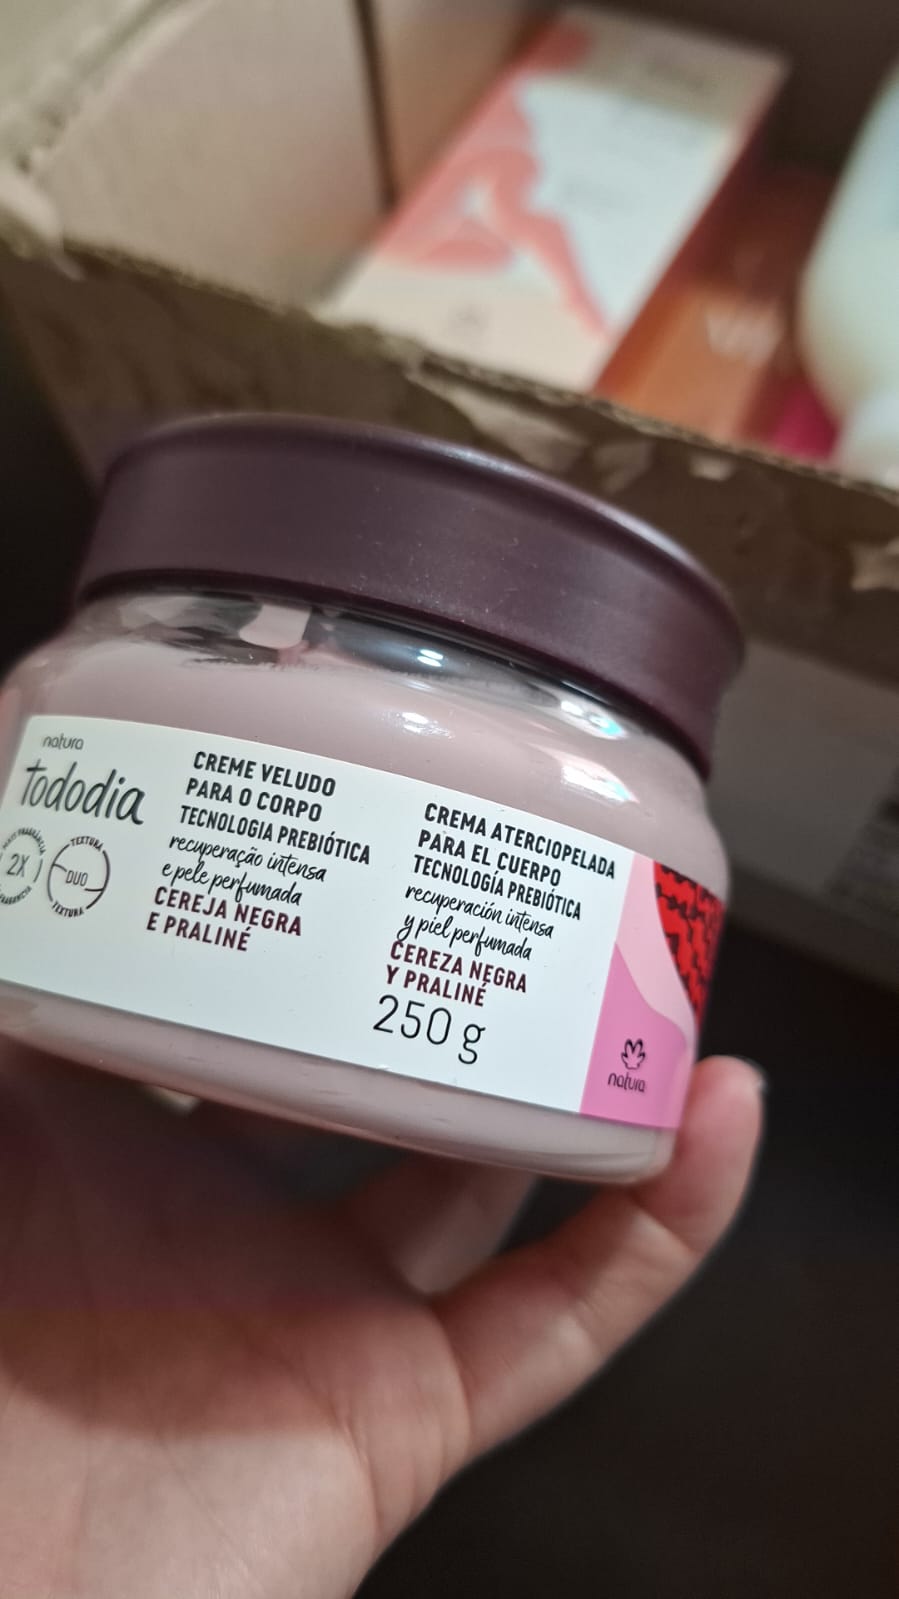 natura
tododia
2X
TEXTURA
DUO
TEXTURA
CREME VELUDO
PARA O CORPO
TECNOLOGIA PREBIÓTICA
recuperação intensa
e pele perfumada
CEREJA NEGRA
E PRALINÉ
CREMA ATERCIOPELADA
PARA EL CUERPO
TECNOLOGÍA PREBIÓTICA
recuperación intensa
y piel perfumada
CEREZA NEGRA
Y PRALINÉ
250 g
natura